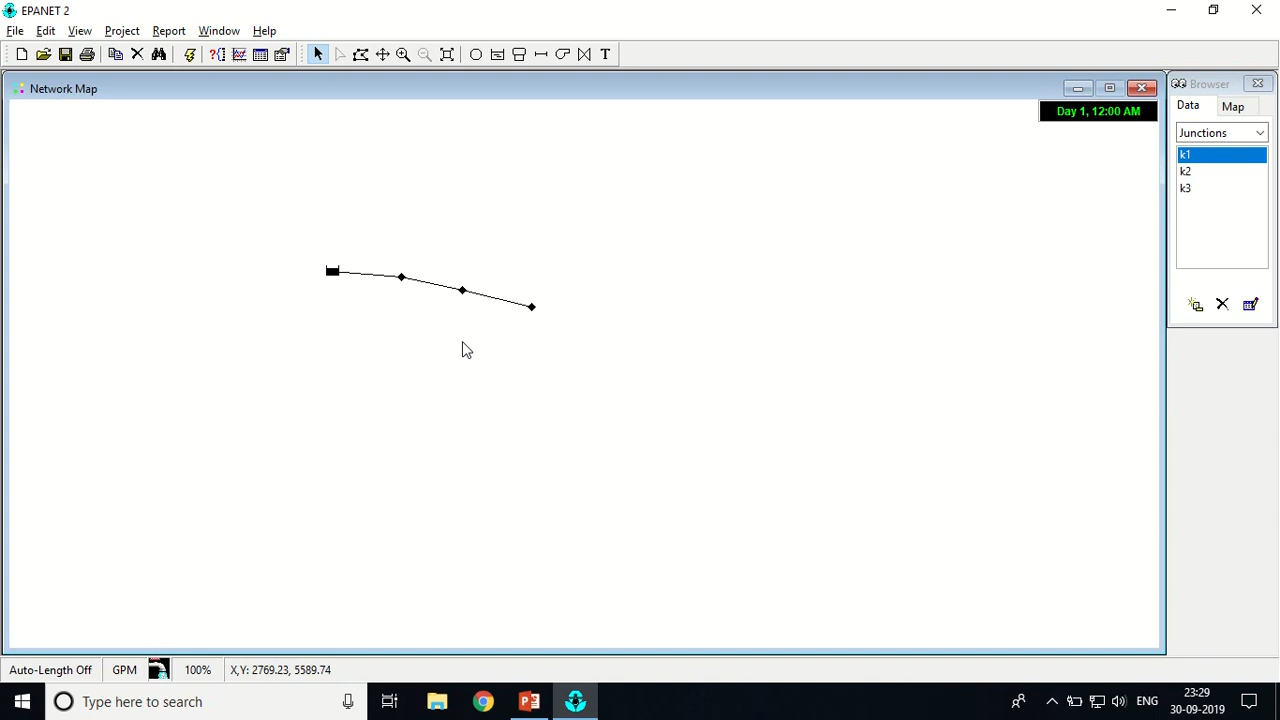 EPANET 2
File Edit View Project Report Window Help
T
Network Map
Day 1, 12:00 AM
Browser
Data Map
Junctions
k1
k2
k3
Auto-Length Off GPM 100% X,Y: 2769.23, 5589.74
Type here to search
ENG
23:29
30-09-2019